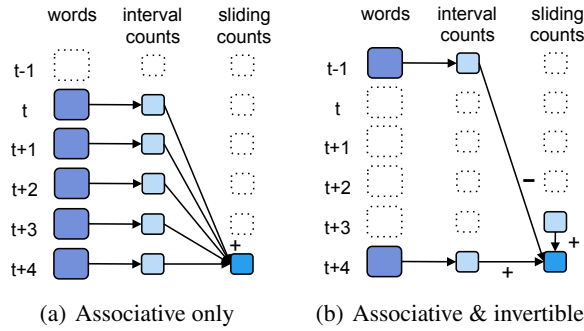 words interval counts sliding counts
t-1
t
t+1
t+2
t+3
t+4
+
(a) Associative only
words interval counts sliding counts
t-1
t
t+1
t+2
−
t+3
+
t+4
+
(b) Associative & invertible